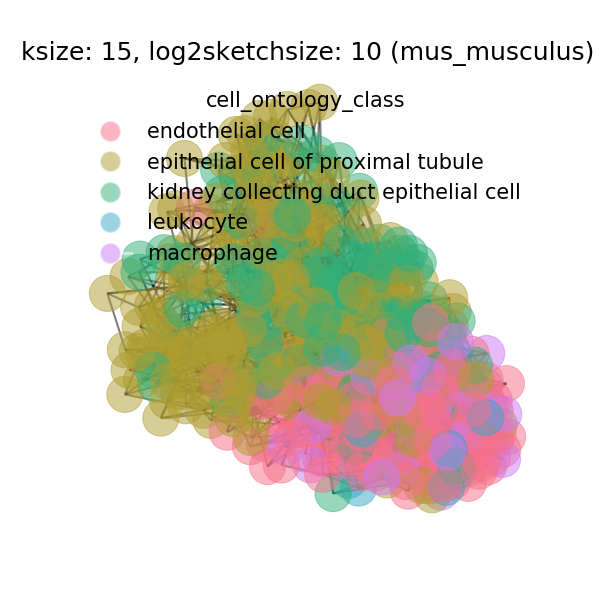 ksize: 15, log2sketchsize: 10 (mus_musculus)
cell_ontology_class
endothelial cell
epithelial cell of proximal tubule
kidney collecting duct epithelial cell
leukocyte
macrophage